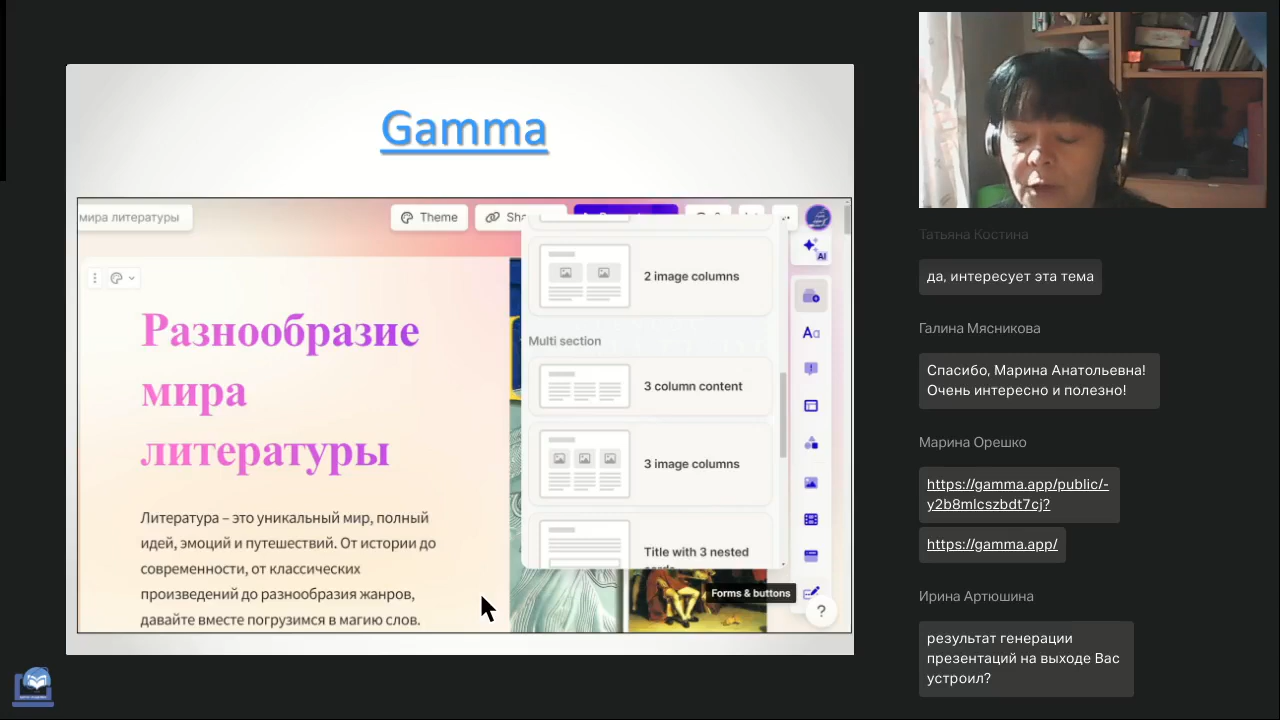 Gamma
мира литературы
Theme
Sha
2 image columns
Multi section
3 column content
3 image columns
Title with 3 nested
cards
AI
Aa
Forms & buttons
?
Разнообразие
мира
литературы
Литература – это уникальный мир, полный
идей, эмоций и путешествий. От истории до
современности, от классических
произведений до разнообразия жанров,
давайте вместе погрузимся в магию слов.
Татьяна Костина
да, интересует эта тема
Галина Мясникова
Спасибо, Марина Анатольевна!
Очень интересно и полезно!
Марина Орешко
https://gamma.app/public/-
y2b8mlcszbdt7cj?
https://gamma.app/
Ирина Артюшина
результат генерации
презентаций на выходе Вас
устроил?